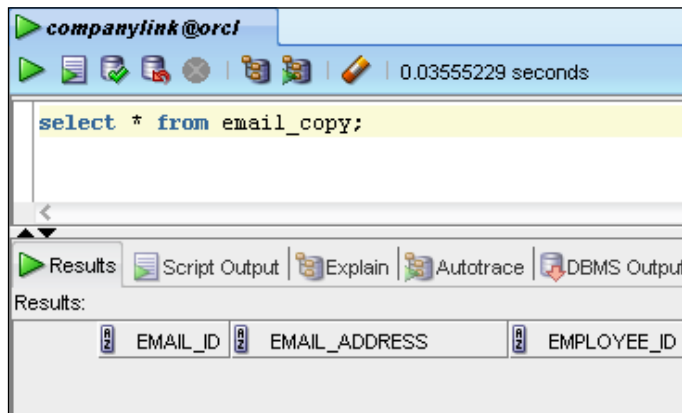 companylink@orcl
0.03555229 seconds
select * from email_copy;
Results Script Output Explain Autotrace DBMS Output
Results:
EMAIL_ID EMAIL_ADDRESS EMPLOYEE_ID